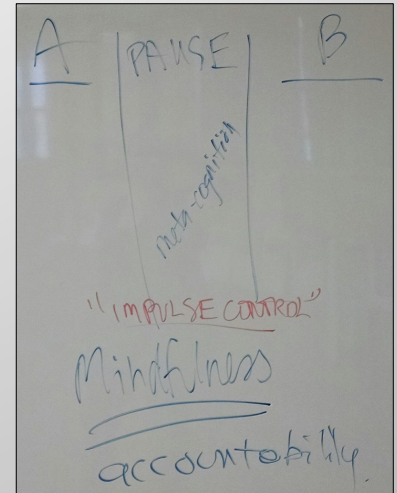 A PAUSE B
meta-cognition
"IMPULSE CONTROL"
Mindfulness
accountability.